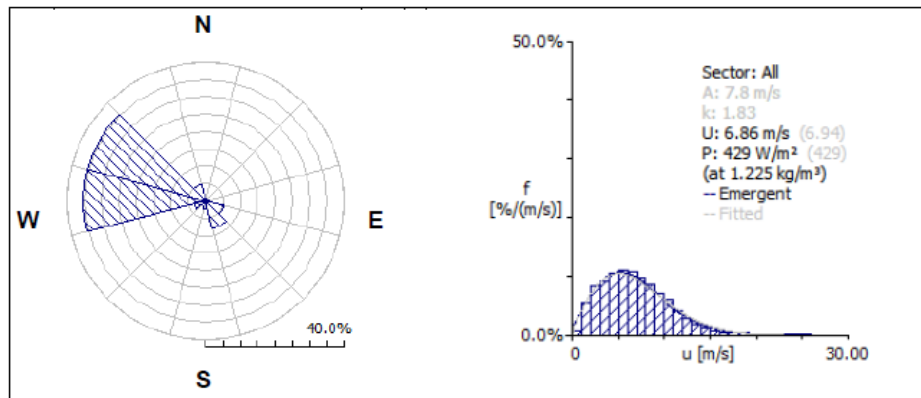 N
W
E
S
40.0%
50.0%
f
[%/(m/s)]
0.0%
0
u [m/s]
30.00
Sector: All
A: 7.8 m/s
k: 1.83
U: 6.86 m/s (6.94)
P: 429 W/m² (429)
(at 1.225 kg/m³)
-- Emergent
-- Fitted